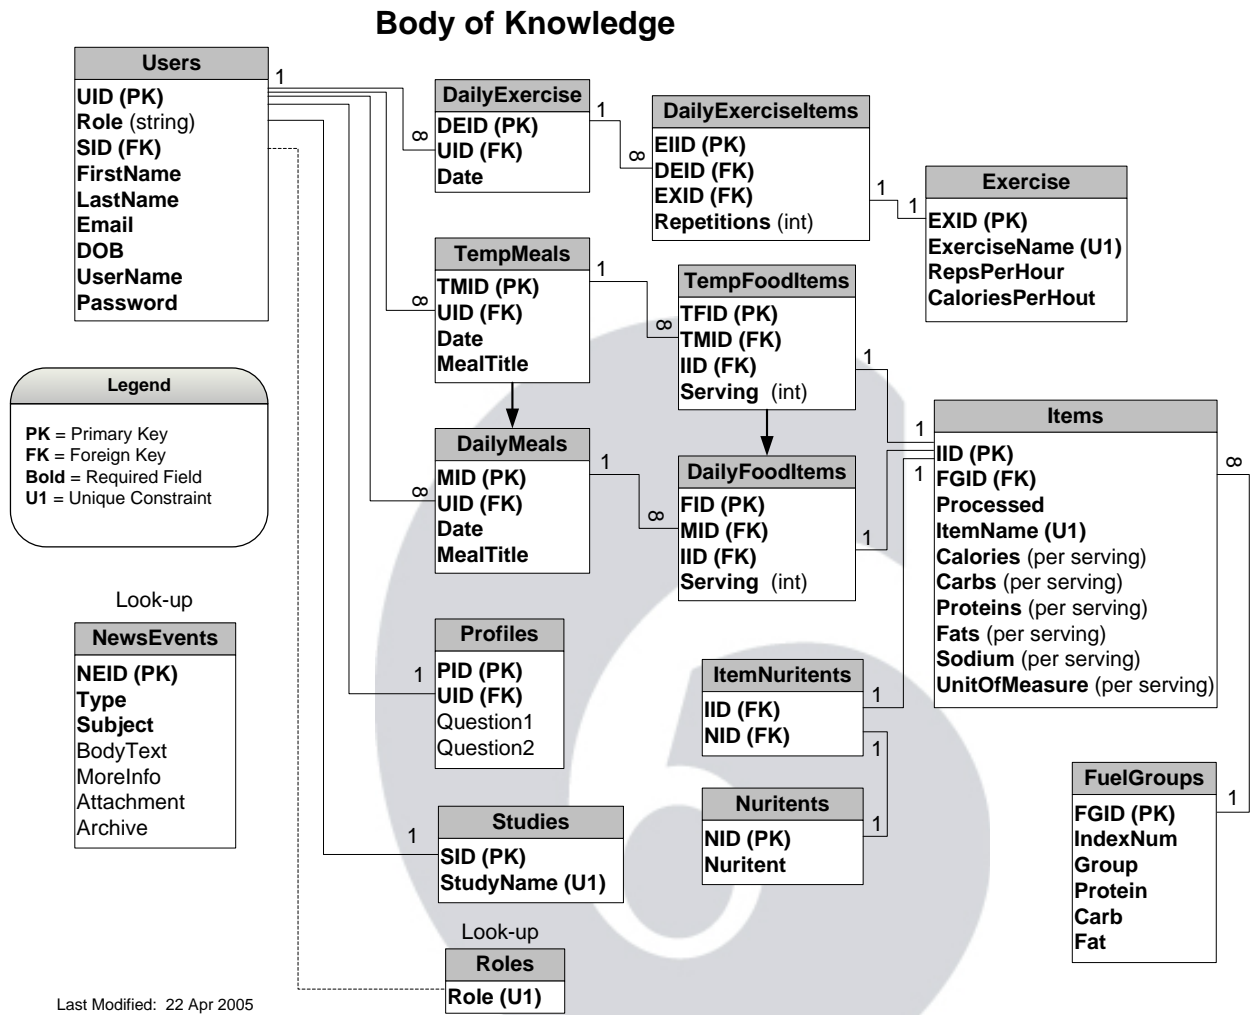 Body of Knowledge
Users
UID (PK)
Role (string)
SID (FK)
FirstName
LastName
Email
DOB
UserName
Password
1
∞
DailyExercise
DEID (PK)
UID (FK)
Date
1
∞
DailyExerciseItems
EIID (PK)
DEID (FK)
EXID (FK)
Repetitions (int)
1
1
Exercise
EXID (PK)
ExerciseName (U1)
RepsPerHour
CaloriesPerHout
∞
TempMeals
TMID (PK)
UID (FK)
Date
MealTitle
1
∞
TempFoodItems
TFID (PK)
TMID (FK)
IID (FK)
Serving (int)
1
1
1
Items
IID (PK)
FGID (FK)
Processed
ItemName (U1)
Calories (per serving)
Carbs (per serving)
Proteins (per serving)
Fats (per serving)
Sodium (per serving)
UnitOfMeasure (per serving)
∞
Legend
PK = Primary Key
FK = Foreign Key
Bold = Required Field
U1 = Unique Constraint
∞
DailyMeals
MID (PK)
UID (FK)
Date
MealTitle
1
∞
DailyFoodItems
FID (PK)
MID (FK)
IID (FK)
Serving (int)
1
Look-up
NewsEvents
NEID (PK)
Type
Subject
BodyText
MoreInfo
Attachment
Archive
1
Profiles
PID (PK)
UID (FK)
Question1
Question2
ItemNuritents
IID (FK)
NID (FK)
1
1
Nuritents
NID (PK)
Nuritent
1
FuelGroups
FGID (PK)
IndexNum
Group
Protein
Carb
Fat
1
1
Studies
SID (PK)
StudyName (U1)
Look-up
Roles
Role (U1)
Last Modified: 22 Apr 2005